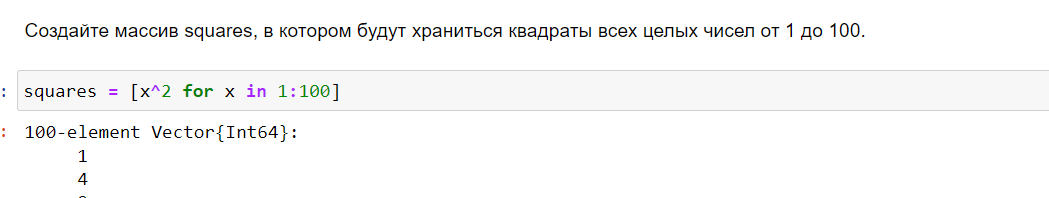 Создайте массив squares, в котором будут храниться квадраты всех целых чисел от 1 до 100.
: squares = [x^2 for x in 1:100]
: 100-element Vector{Int64}:
1
4